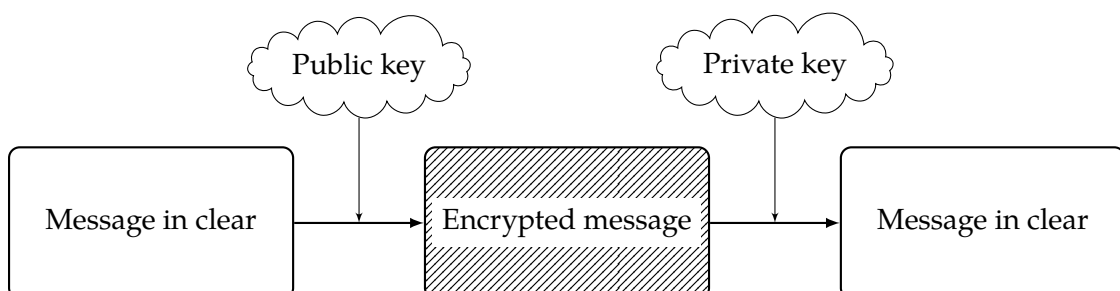 Public key
Private key
Message in clear
Encrypted message
Message in clear